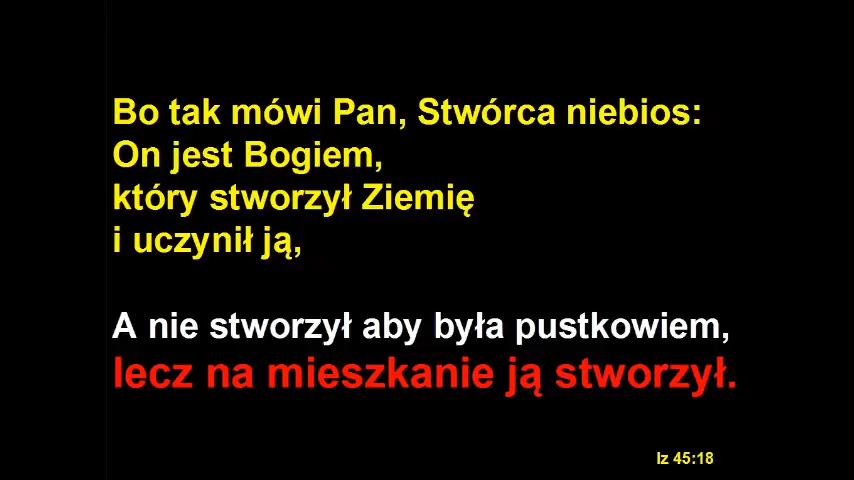 Bo tak mówi Pan, Stwórca niebios:
On jest Bogiem,
który stworzył Ziemię
i uczynił ją,
A nie stworzył aby była pustkowiem,
lecz na mieszkanie ją stworzył.
Iz 45:18